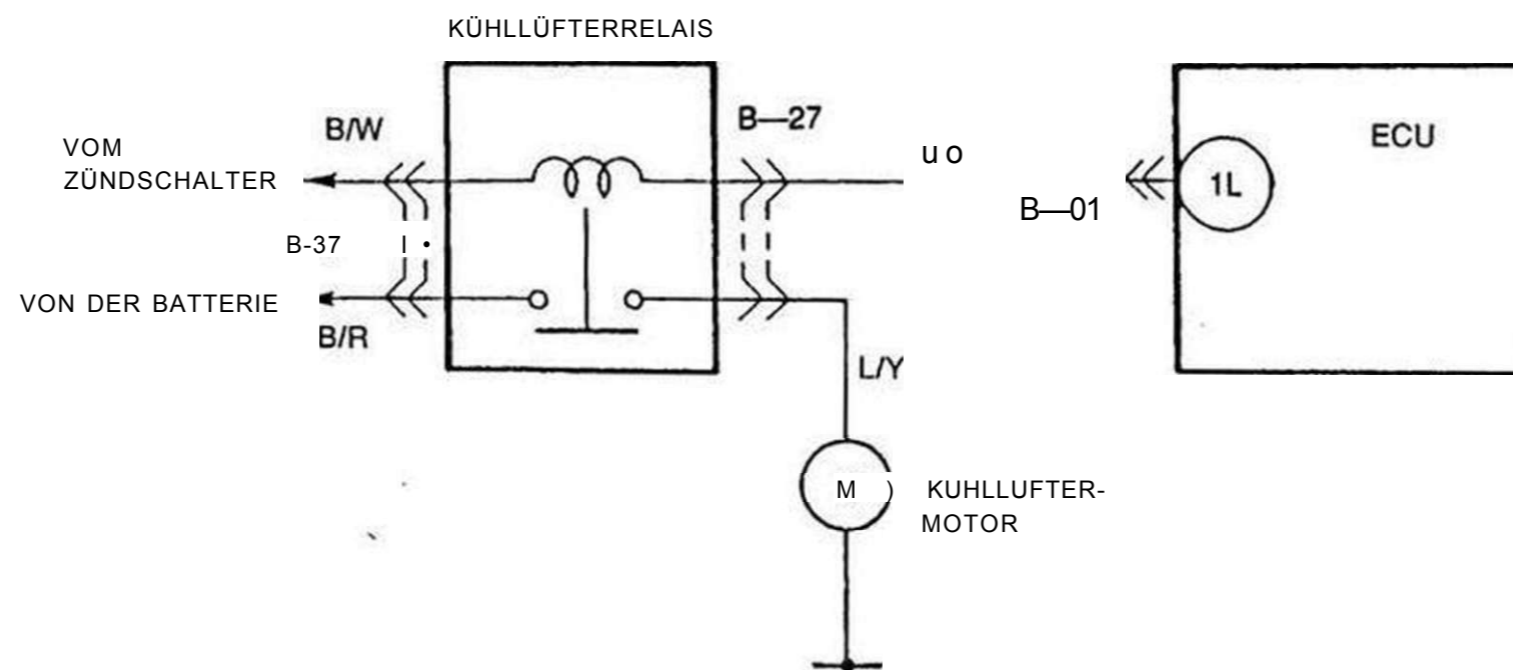 KÜHLLÜFTERRELAIS
B/W
B—27
VOM
ZÜNDSCHALTER
u o
ECU
1L
B—01
B-37
VON DER BATTERIE
B/R
L/Y
M
KUHLLUFTER-
MOTOR